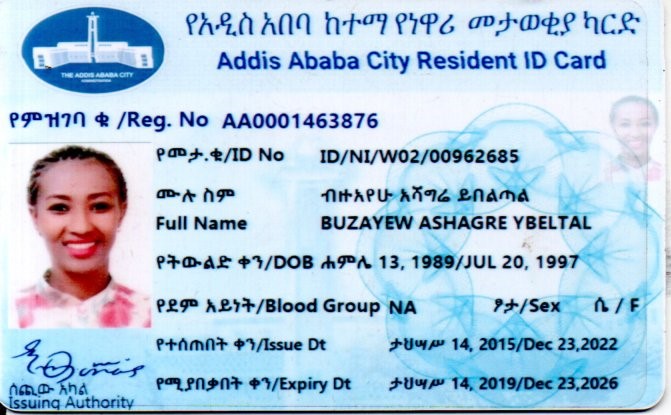 የአዲስ አበባ ከተማ የነዋሪ መታወቂያ ካርድ
Addis Ababa City Resident ID Card
THE ADDIS ABABA CITY
ADMINISTRATION
የምዝገባ ቁ /Reg. No AA0001463876
የመታ.ቁ/ID No ID/NI/W02/00962685
ሙሉ ስም ብዙአየሁ አሻግሬ ይበልጣል
Full Name BUZAYEW ASHAGRE YBELTAL
የትውልድ ቀን/DOB ሐምሌ 13, 1989/JUL 20, 1997
የደም አይነት/Blood Group NA ፆታ/Sex ሴ / F
የተሰጠበት ቀን/Issue Dt ታህሣሥ 14, 2015/Dec 23,2022
የሚያበቃበት ቀን/Expiry Dt ታህሣሥ 14, 2019/Dec 23,2026
ሰጪው አካል
Issuing Authority